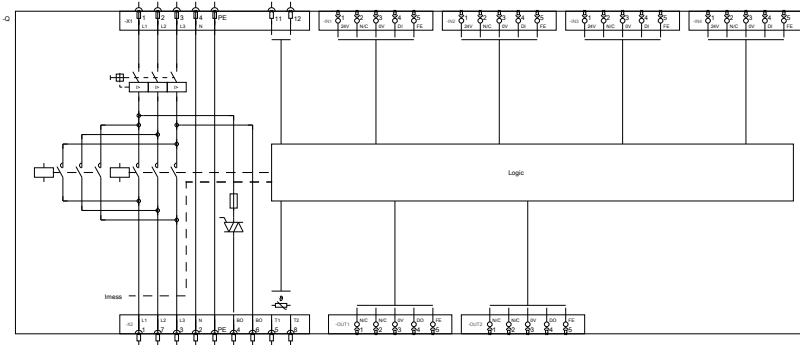 -Q
-X1 1 2 3 4 PE 11 12
L1 L2 L3 N
-IN1 1 2 3 4 5
24V N/C 0V DI FE
-IN2 1 2 3 4 5
24V N/C 0V DI FE
-IN3 1 2 3 4 5
24V N/C 0V DI FE
-IN4 1 2 3 4 5
24V N/C 0V DI FE
I> I> I>
Logic
Imess
L1 L2 L3 N BD BD T1 T2
-X2 1 7 3 2 PE 4 6 5 8
N/C N/C 0V DO FE
-OUT1 1 2 3 4 5
N/C N/C 0V DO FE
-OUT2 1 2 3 4 5